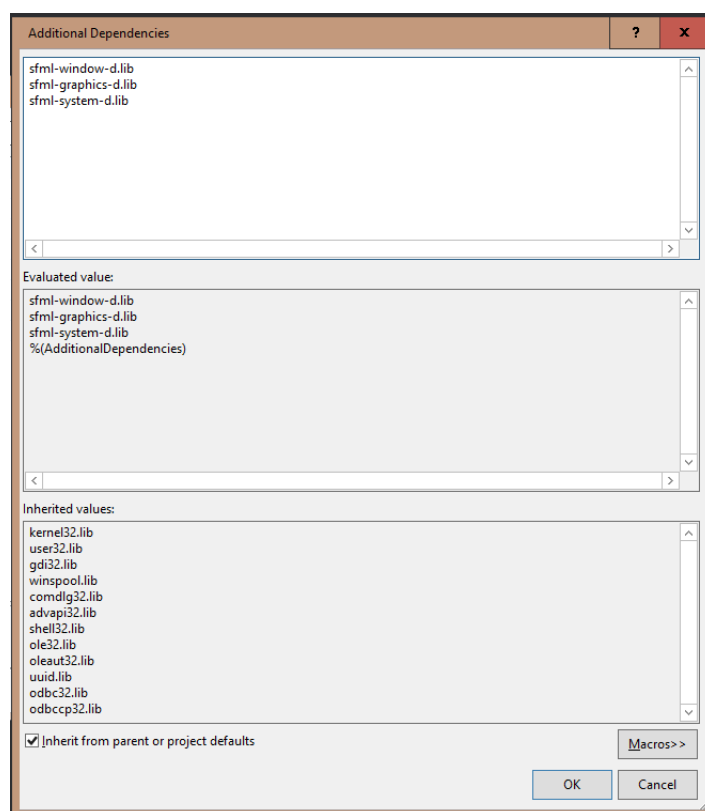 Additional Dependencies
? x
sfml-window-d.lib
sfml-graphics-d.lib
sfml-system-d.lib
Evaluated value:
sfml-window-d.lib
sfml-graphics-d.lib
sfml-system-d.lib
%(AdditionalDependencies)
Inherited values:
kernel32.lib
user32.lib
gdi32.lib
winspool.lib
comdlg32.lib
advapi32.lib
shell32.lib
ole32.lib
oleaut32.lib
uuid.lib
odbc32.lib
odbccp32.lib
Inherit from parent or project defaults
Macros>>
OK
Cancel